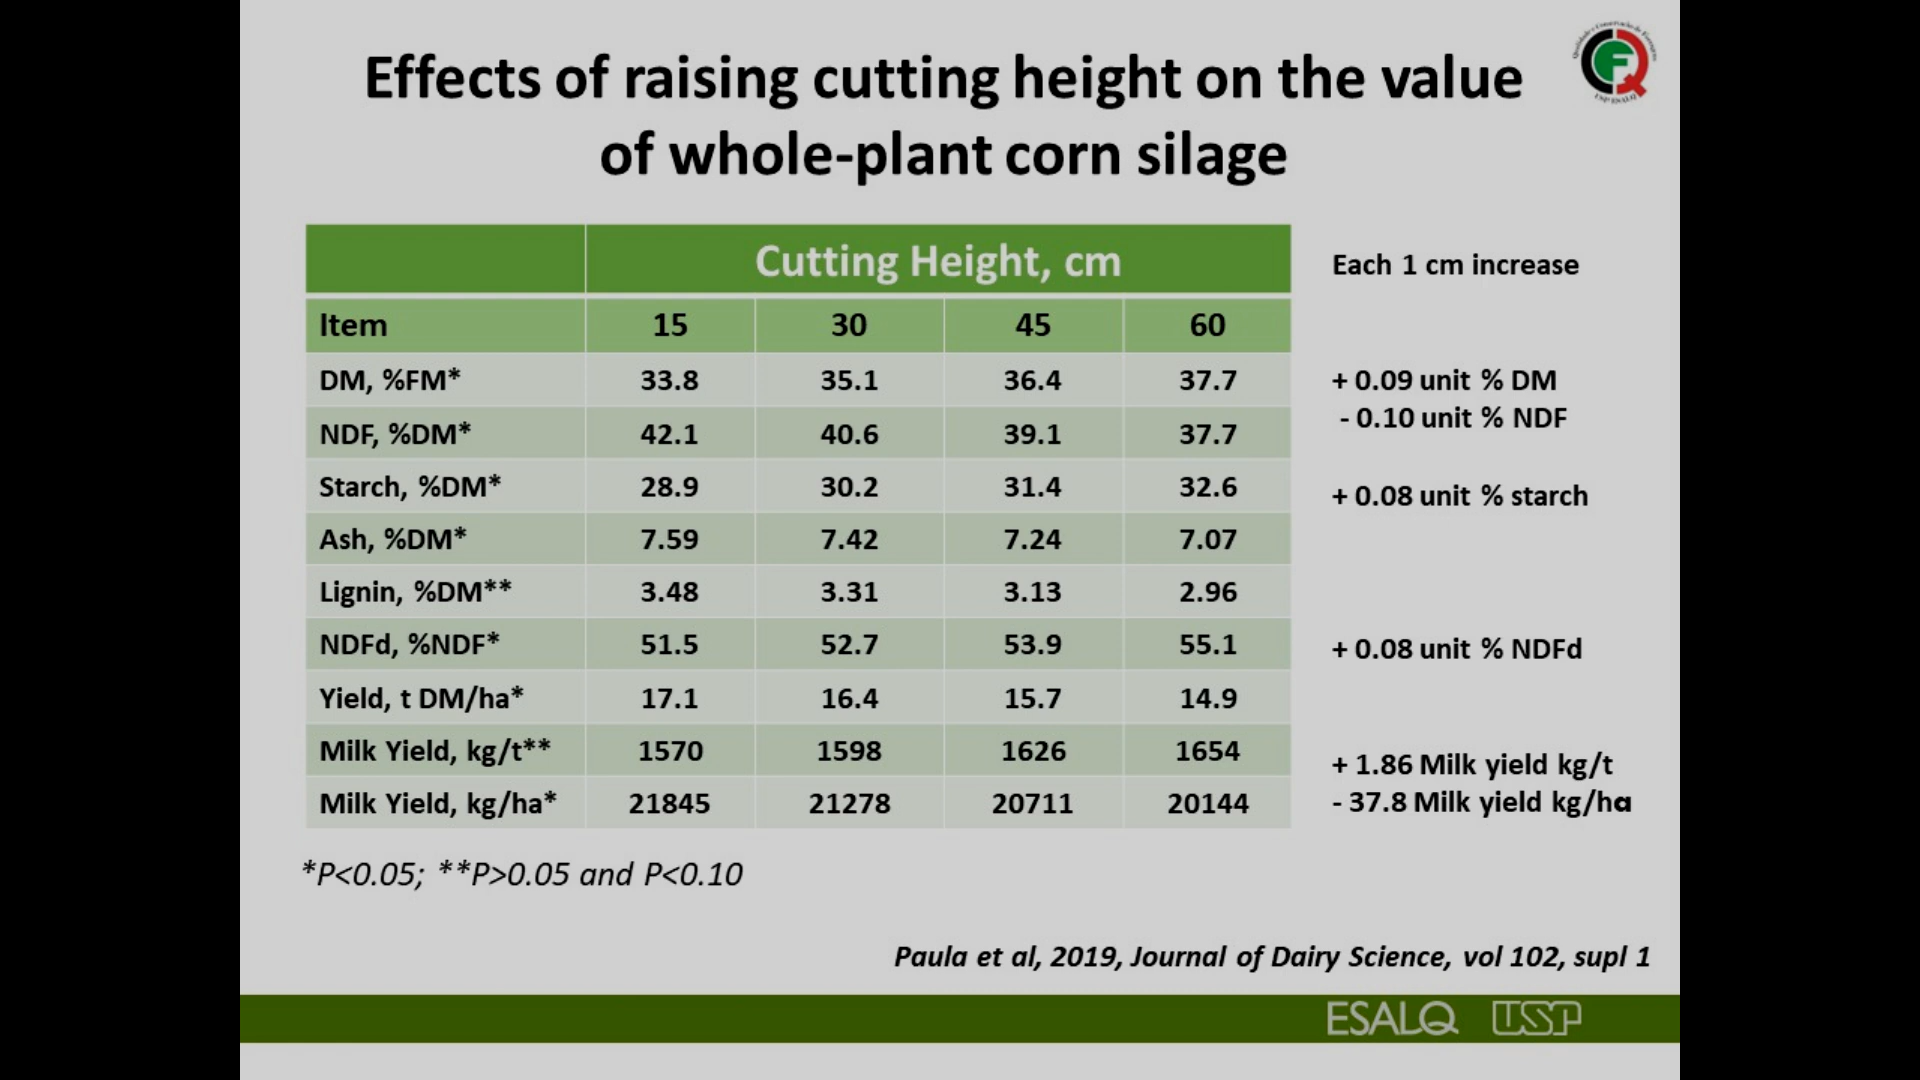 Effects of raising cutting height on the value
of whole-plant corn silage
Cutting Height, cm
Each 1 cm increase
Item 15 30 45 60
DM, %FM* 33.8 35.1 36.4 37.7
+ 0.09 unit % DM
- 0.10 unit % NDF
NDF, %DM* 42.1 40.6 39.1 37.7
Starch, %DM* 28.9 30.2 31.4 32.6
+ 0.08 unit % starch
Ash, %DM* 7.59 7.42 7.24 7.07
Lignin, %DM** 3.48 3.31 3.13 2.96
NDFd, %NDF* 51.5 52.7 53.9 55.1
+ 0.08 unit % NDFd
Yield, t DM/ha* 17.1 16.4 15.7 14.9
Milk Yield, kg/t** 1570 1598 1626 1654
+ 1.86 Milk yield kg/t
Milk Yield, kg/ha* 21845 21278 20711 20144
- 37.8 Milk yield kg/ha
*P<0.05; **P>0.05 and P<0.10
Paula et al, 2019, Journal of Dairy Science, vol 102, supl 1
ESALQ USP